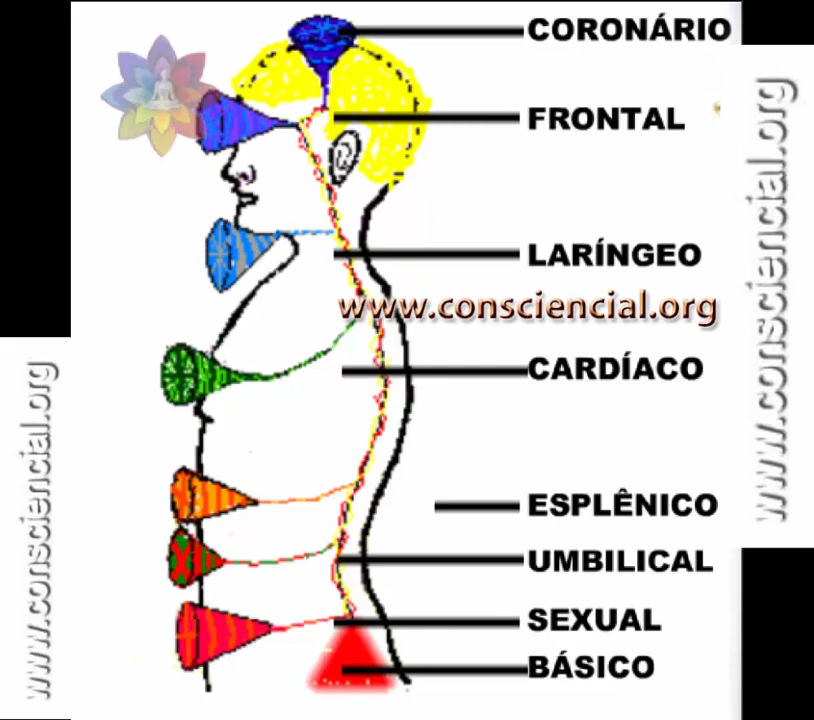 CORONÁRIO
FRONTAL
LARÍNGEO
www.consciencial.org
CARDÍACO
ESPLÊNICO
UMBILICAL
SEXUAL
BÁSICO
www.consciencial.org
www.consciencial.org